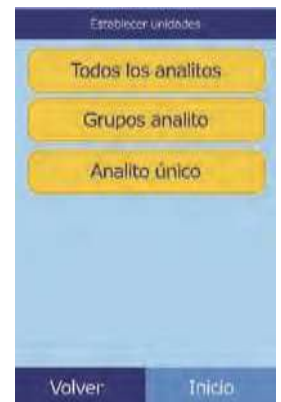 Establecer unidades
Todos los analitos
Grupos analito
Analito único
Volver Inicio